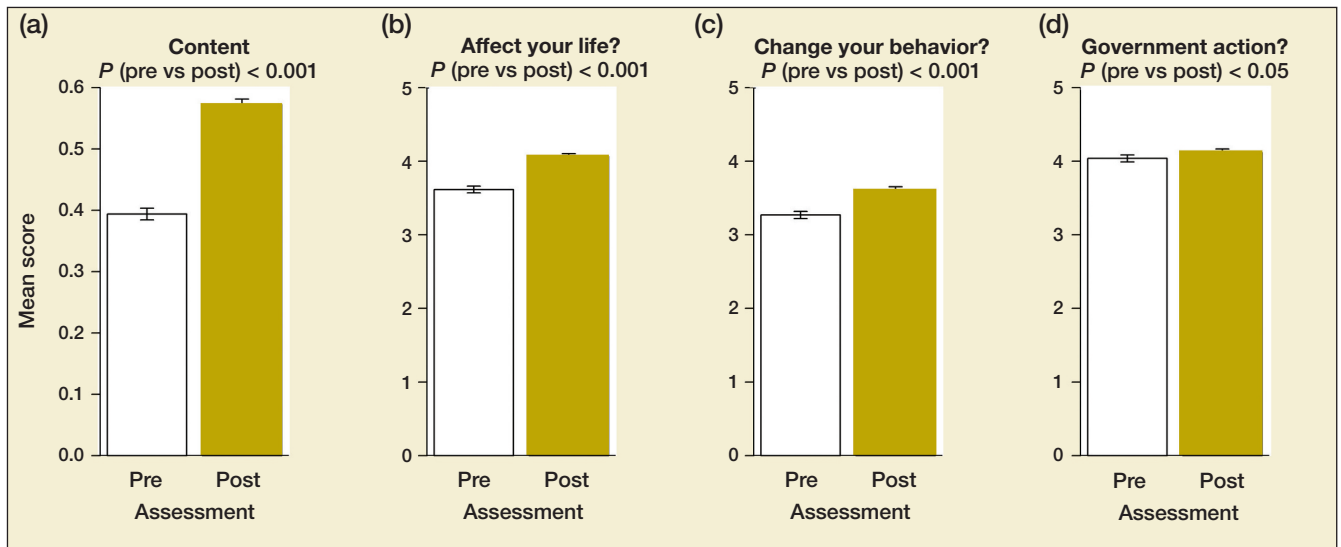 (a)
Content
P (pre vs post) < 0.001
0.6
0.5
0.4
0.3
0.2
0.1
0.0
Mean score
Pre Post
Assessment
(b)
Affect your life?
P (pre vs post) < 0.001
5
4
3
2
1
0
Pre Post
Assessment
(c)
Change your behavior?
P (pre vs post) < 0.001
5
4
3
2
1
0
Pre Post
Assessment
(d)
Government action?
P (pre vs post) < 0.05
5
4
3
2
1
0
Pre Post
Assessment